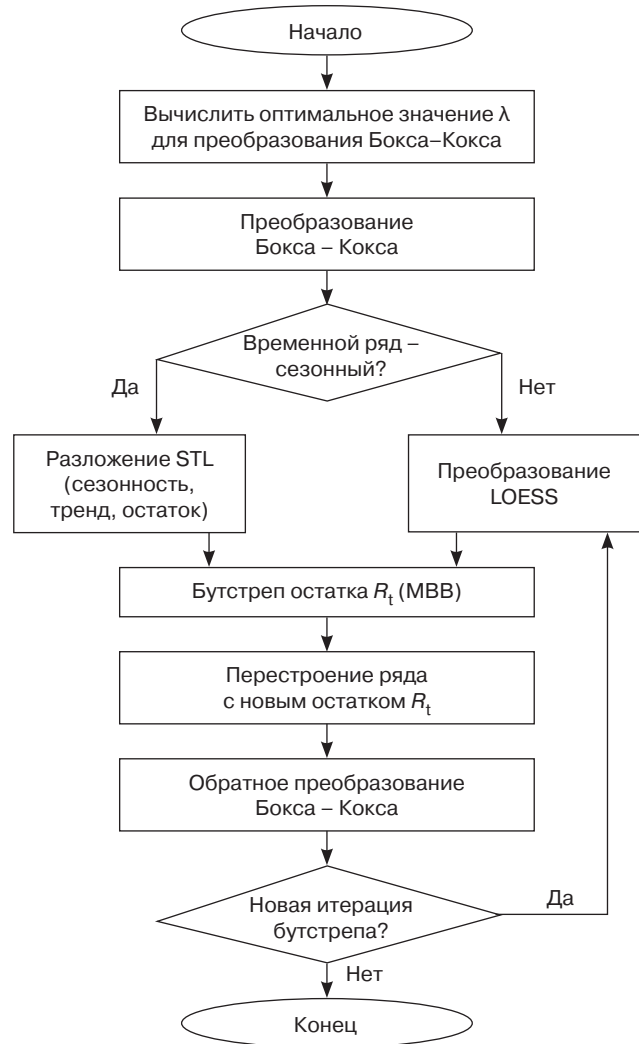 Начало
Вычислить оптимальное значение λ
для преобразования Бокса–Кокса
Преобразование
Бокса – Кокса
Временной ряд –
сезонный?
Да
Нет
Разложение STL
(сезонность,
тренд, остаток)
Преобразование
LOESS
Бутстреп остатка Rt (MBB)
Перестроение ряда
с новым остатком Rt
Обратное преобразование
Бокса – Кокса
Новая итерация
бутстрепа?
Да
Нет
Конец